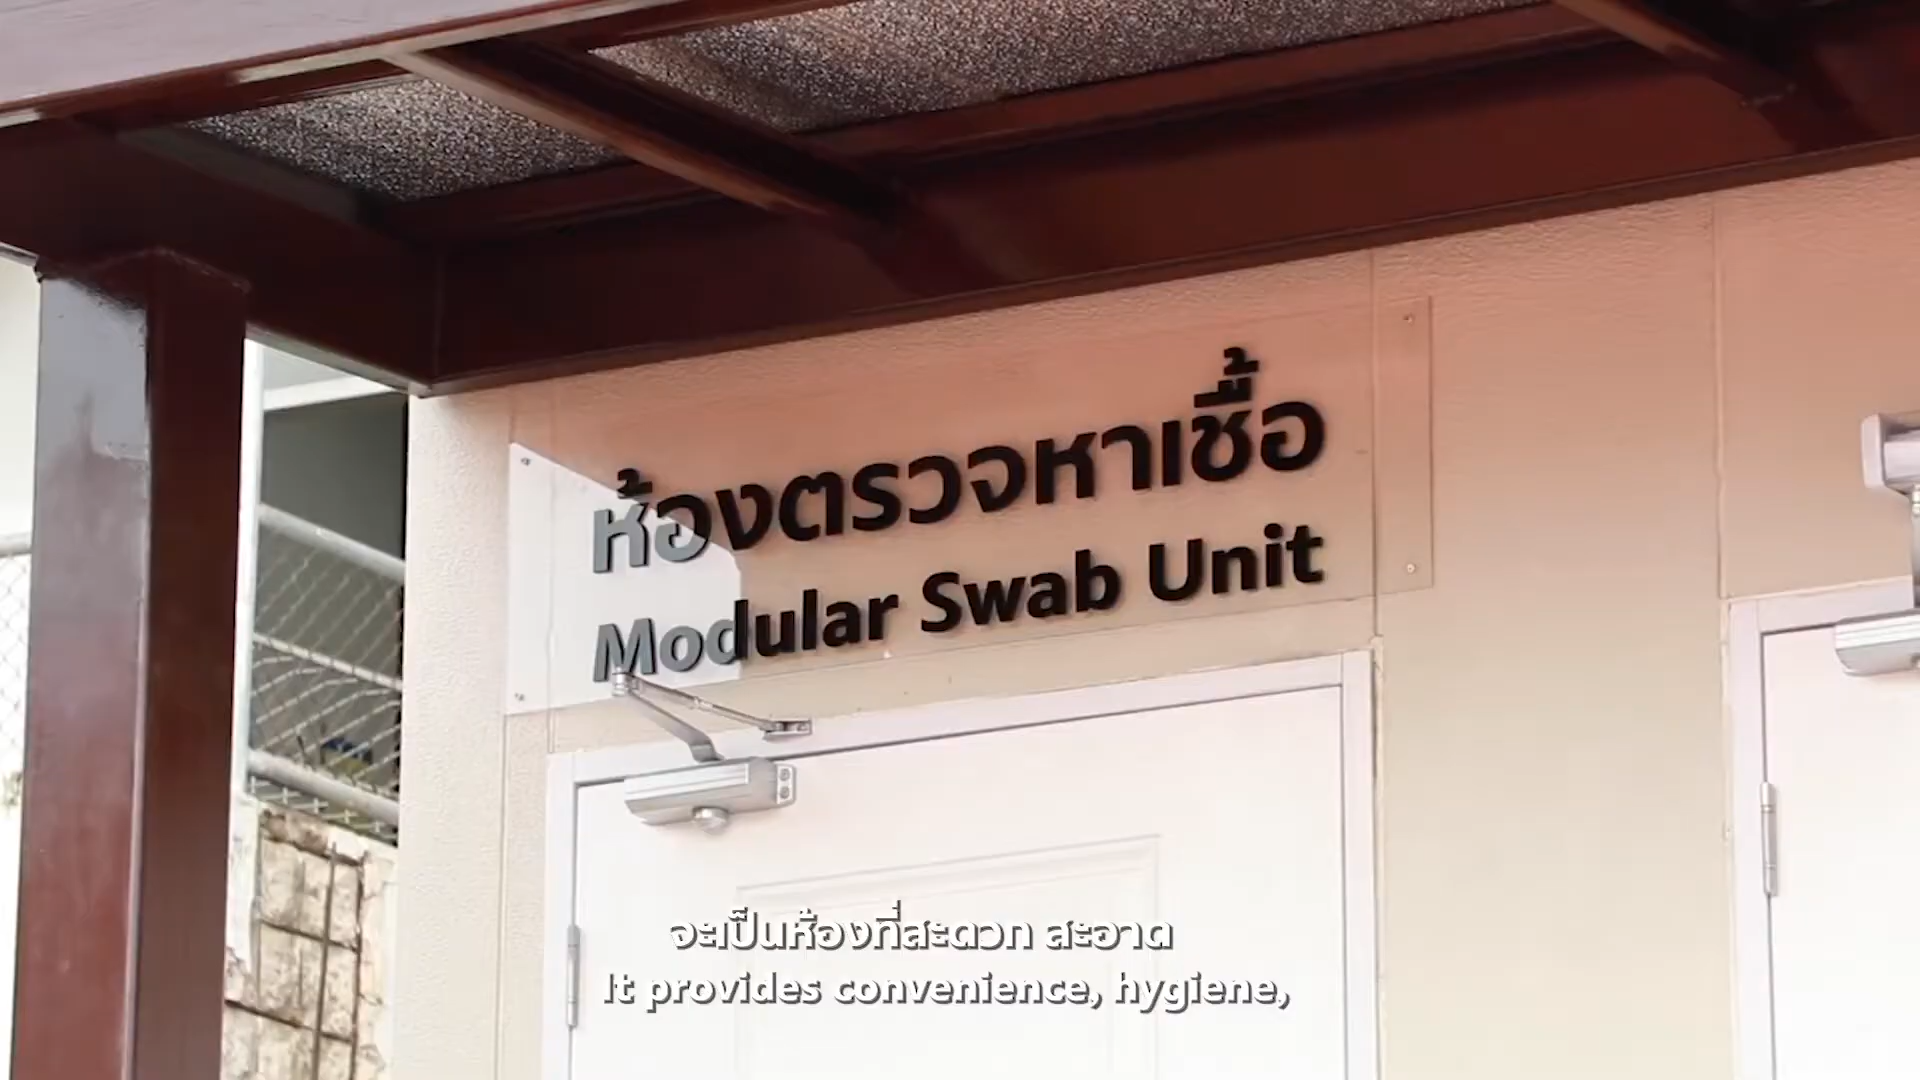 ห้องตรวจหาเชื้อ
Modular Swab Unit
จะเป็นห้องที่สะดวก สะอาด
It provides convenience, hygiene,